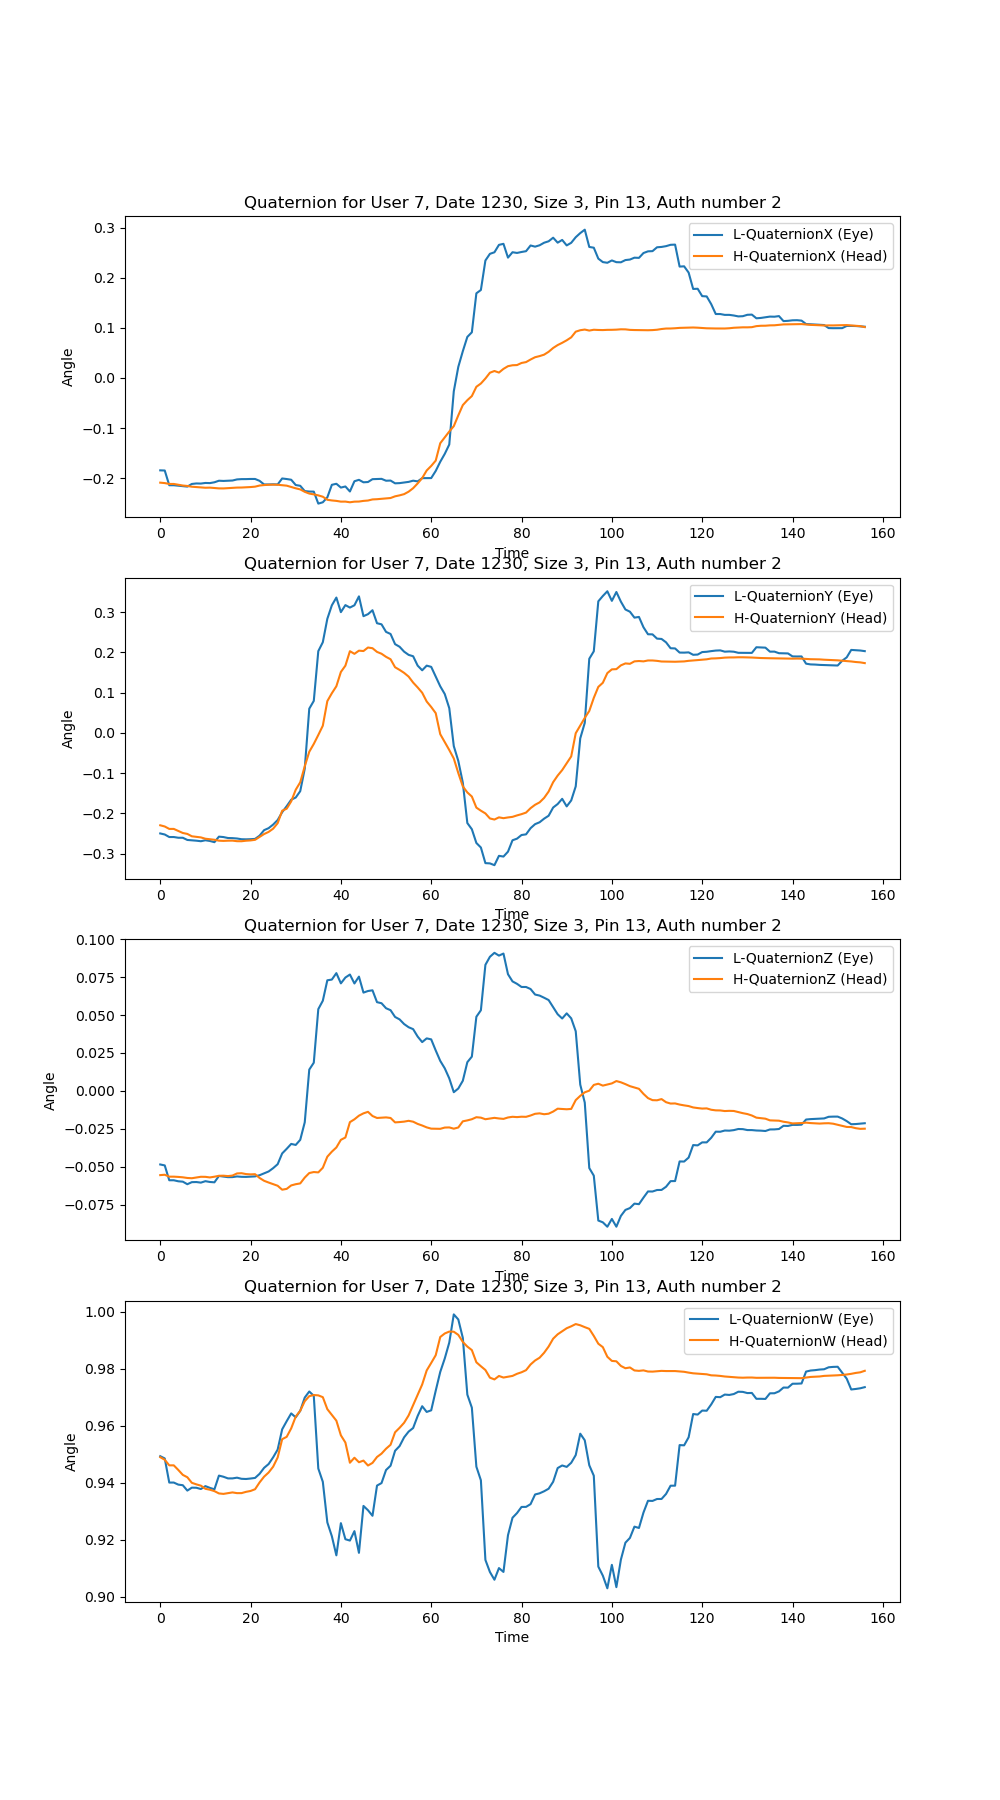 Quaternion for User 7, Date 1230, Size 3, Pin 13, Auth number 2
L-QuaternionX (Eye)
H-QuaternionX (Head)
0.3
0.2
0.1
0.0
−0.1
−0.2
Angle
0 20 40 60 80 100 120 140 160
Time
Quaternion for User 7, Date 1230, Size 3, Pin 13, Auth number 2
L-QuaternionY (Eye)
H-QuaternionY (Head)
0.3
0.2
0.1
0.0
−0.1
−0.2
−0.3
Angle
0 20 40 60 80 100 120 140 160
Time
Quaternion for User 7, Date 1230, Size 3, Pin 13, Auth number 2
L-QuaternionZ (Eye)
H-QuaternionZ (Head)
0.100
0.075
0.050
0.025
0.000
−0.025
−0.050
−0.075
Angle
0 20 40 60 80 100 120 140 160
Time
Quaternion for User 7, Date 1230, Size 3, Pin 13, Auth number 2
L-QuaternionW (Eye)
H-QuaternionW (Head)
1.00
0.98
0.96
0.94
0.92
0.90
Angle
0 20 40 60 80 100 120 140 160
Time